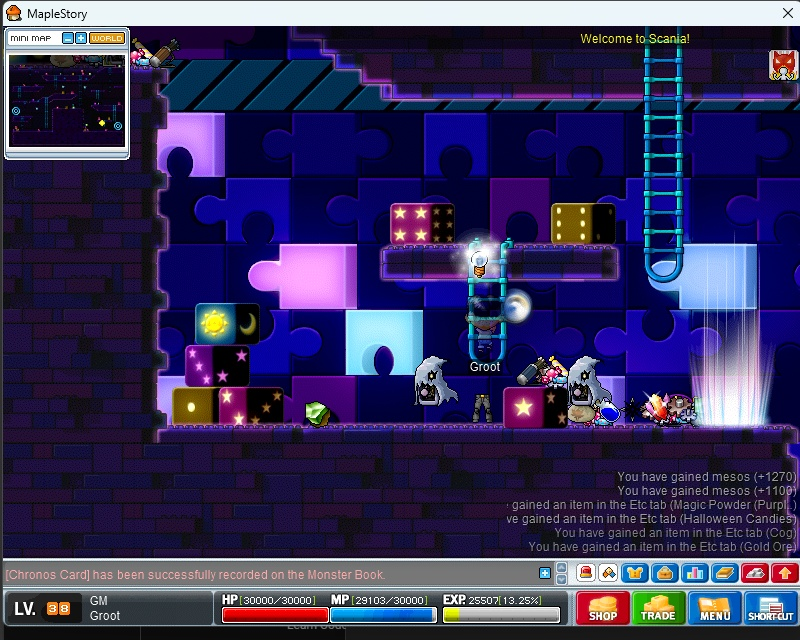 MapleStory
MINI MAP
WORLD
Welcome to Scania!
Groot
You have gained mesos (+1270)
You have gained mesos (+1100)
gained an item in the Etc tab (Magic Powder (Purpl..)
ve gained an item in the Etc tab (Halloween Candies)
You have gained an item in the Etc tab (Cog)
You have gained an item in the Etc tab (Gold Ore)
[Chronos Card] has been successfully recorded on the Monster Book.
LV. 38
GM
Groot
HP [30000/30000]
MP [29103/30000]
EXP. 25507 [13.25%]
SHOP
TRADE
MENU
SHORTCUT